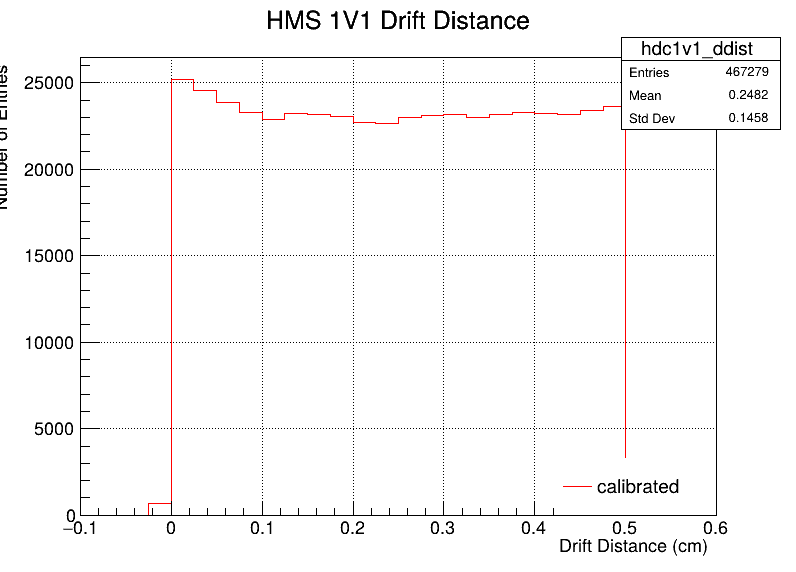 HMS 1V1 Drift Distance
hdc1v1_ddist
Entries 467279
Mean 0.2482
Std Dev 0.1458
Number of Entries
25000
20000
15000
10000
5000
0
−0.1 0 0.1 0.2 0.3 0.4 0.5 0.6
calibrated
Drift Distance (cm)